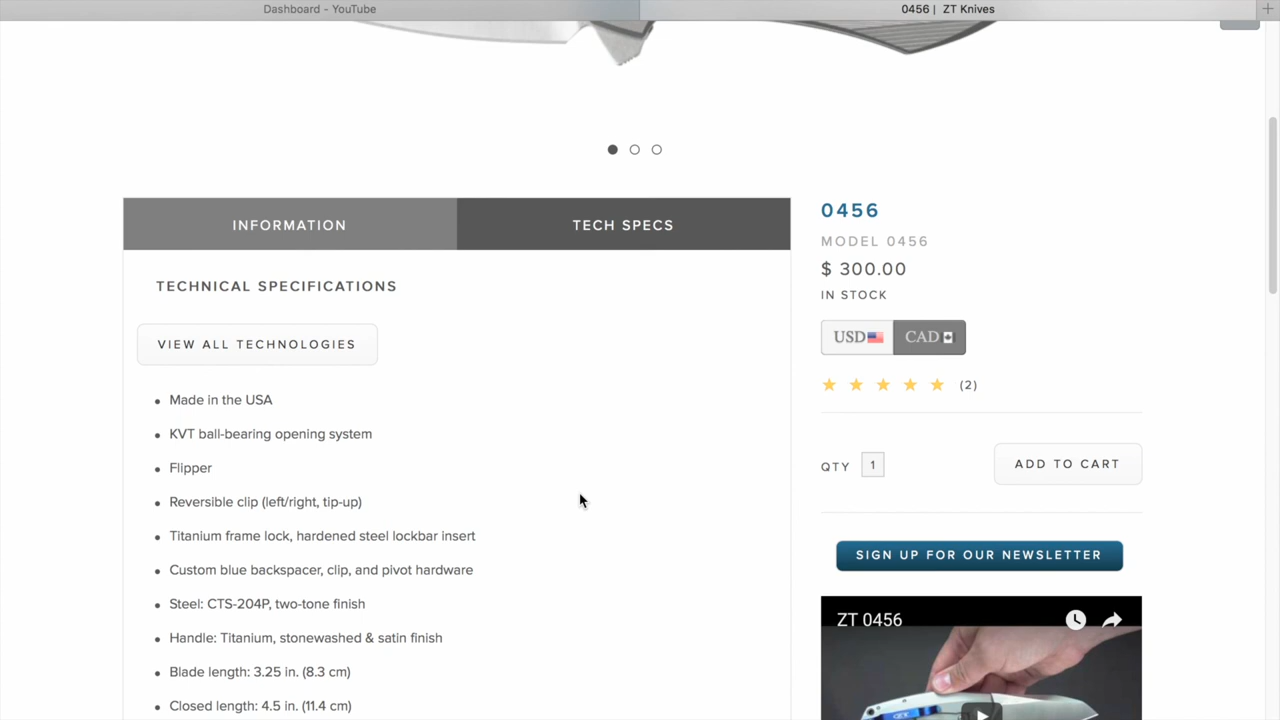 Dashboard - YouTube
0456 | ZT Knives
INFORMATION
TECH SPECS
TECHNICAL SPECIFICATIONS
VIEW ALL TECHNOLOGIES
Made in the USA
KVT ball-bearing opening system
Flipper
Reversible clip (left/right, tip-up)
Titanium frame lock, hardened steel lockbar insert
Custom blue backspacer, clip, and pivot hardware
Steel: CTS-204P, two-tone finish
Handle: Titanium, stonewashed & satin finish
Blade length: 3.25 in. (8.3 cm)
Closed length: 4.5 in. (11.4 cm)
0456
MODEL 0456
$ 300.00
IN STOCK
USD
CAD
(2)
QTY 1
ADD TO CART
SIGN UP FOR OUR NEWSLETTER
ZT 0456